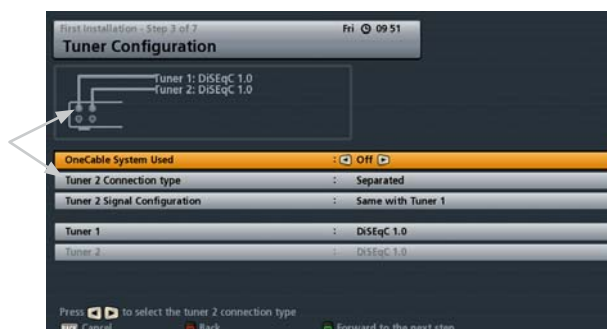 First Installation - Step 3 of 7 Fri 09 51
Tuner Configuration
Tuner 1: DiSEqC 1.0
Tuner 2: DiSEqC 1.0
OneCable System Used : Off
Tuner 2 Connection type : Separated
Tuner 2 Signal Configuration : Same with Tuner 1
Tuner 1 : DiSEqC 1.0
Tuner 2 : DiSEqC 1.0
Press to select the tuner 2 connection type
Cancel Back Forward to the next step